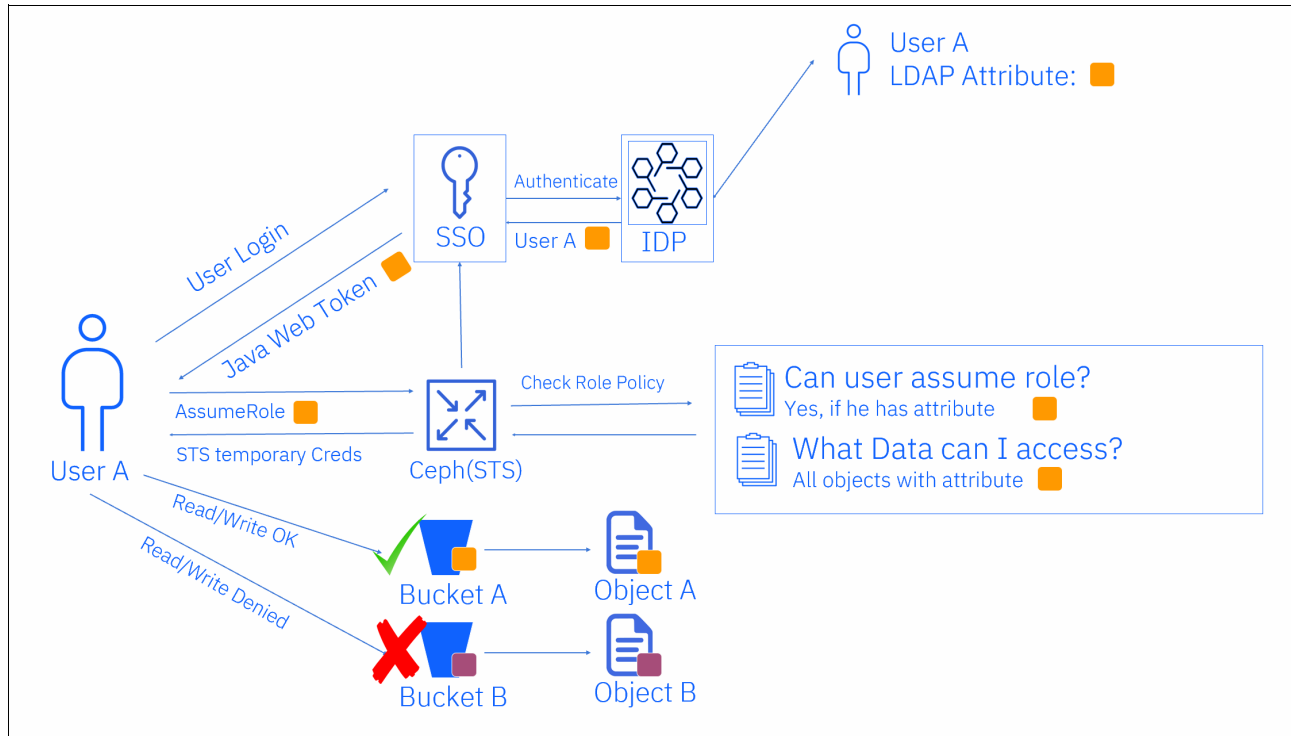 User A
LDAP Attribute:
Authenticate
SSO
User A
IDP
User Login
Java Web Token
AssumeRole
STS temporary Creds
User A
Ceph(STS)
Check Role Policy
Can user assume role?
Yes, if he has attribute
What Data can I access?
All objects with attribute
Read/Write OK
Read/Write Denied
Bucket A
Object A
Bucket B
Object B